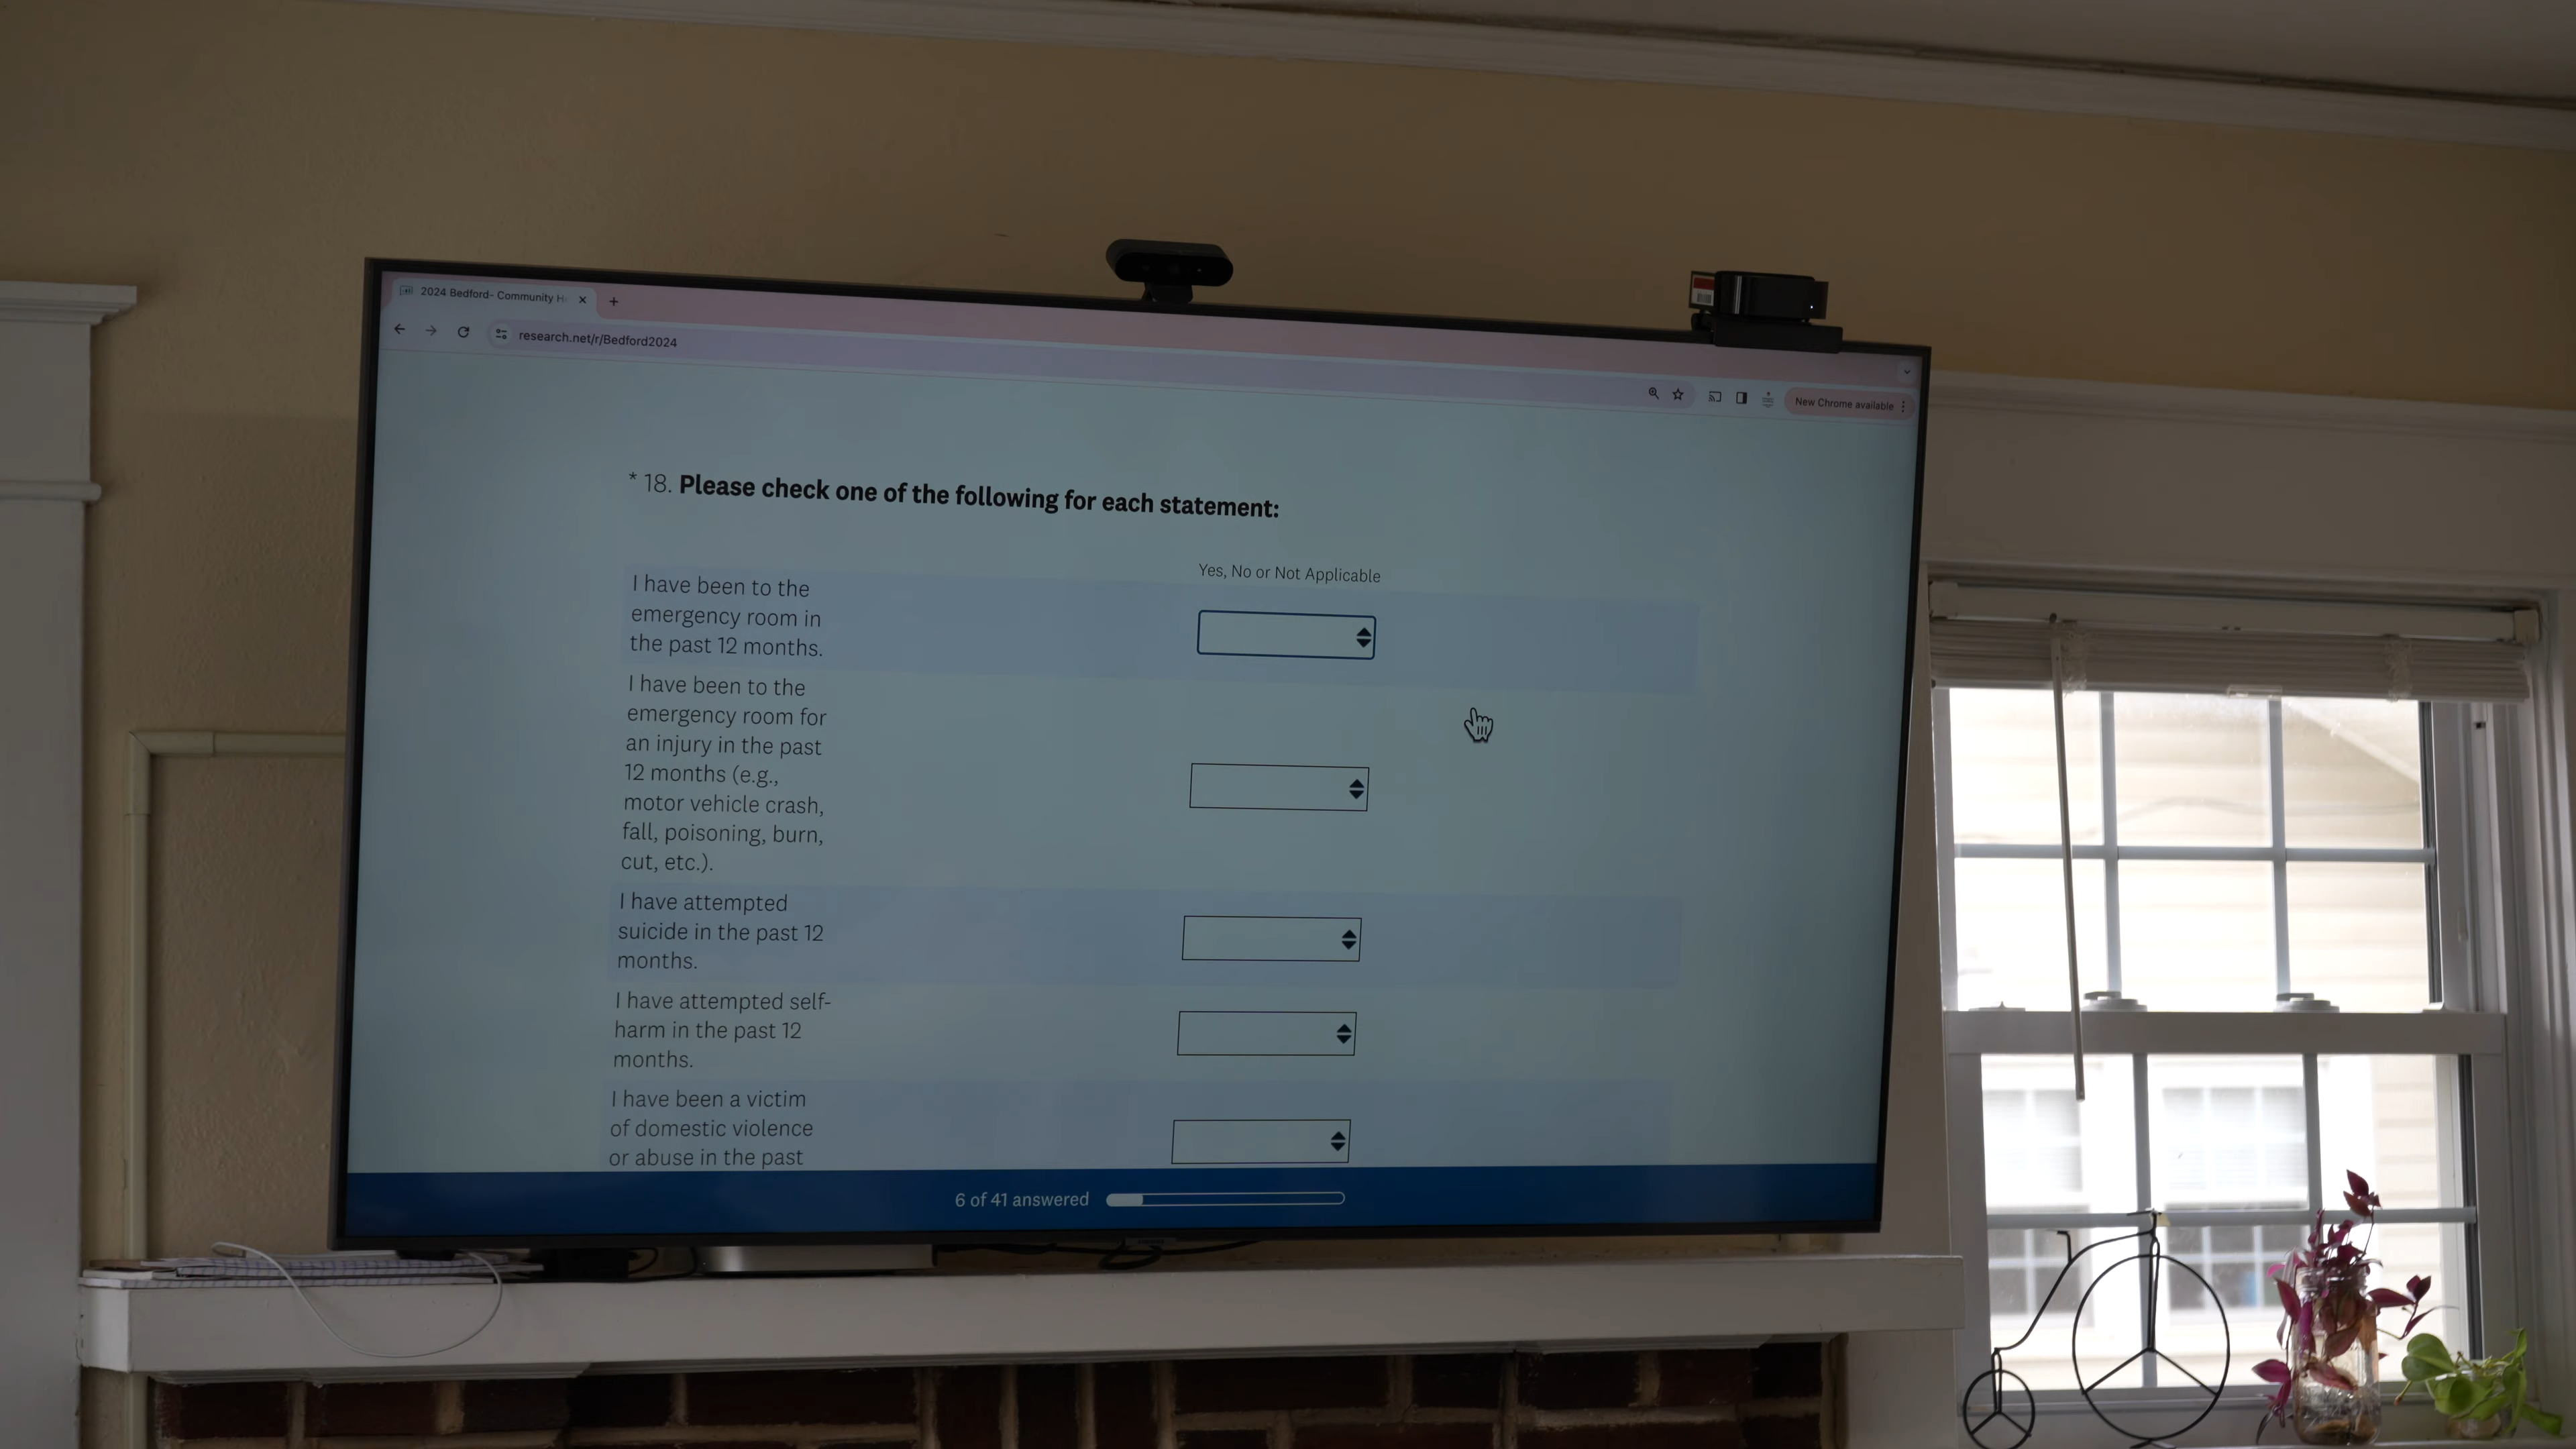 2024 Bedford- Community H
research.net/r/Bedford2024
New Chrome available
* 18. Please check one of the following for each statement:
Yes, No or Not Applicable
I have been to the
emergency room in
the past 12 months.
I have been to the
emergency room for
an injury in the past
12 months (e.g.,
motor vehicle crash,
fall, poisoning, burn,
cut, etc.).
I have attempted
suicide in the past 12
months.
I have attempted self-
harm in the past 12
months.
I have been a victim
of domestic violence
or abuse in the past
6 of 41 answered